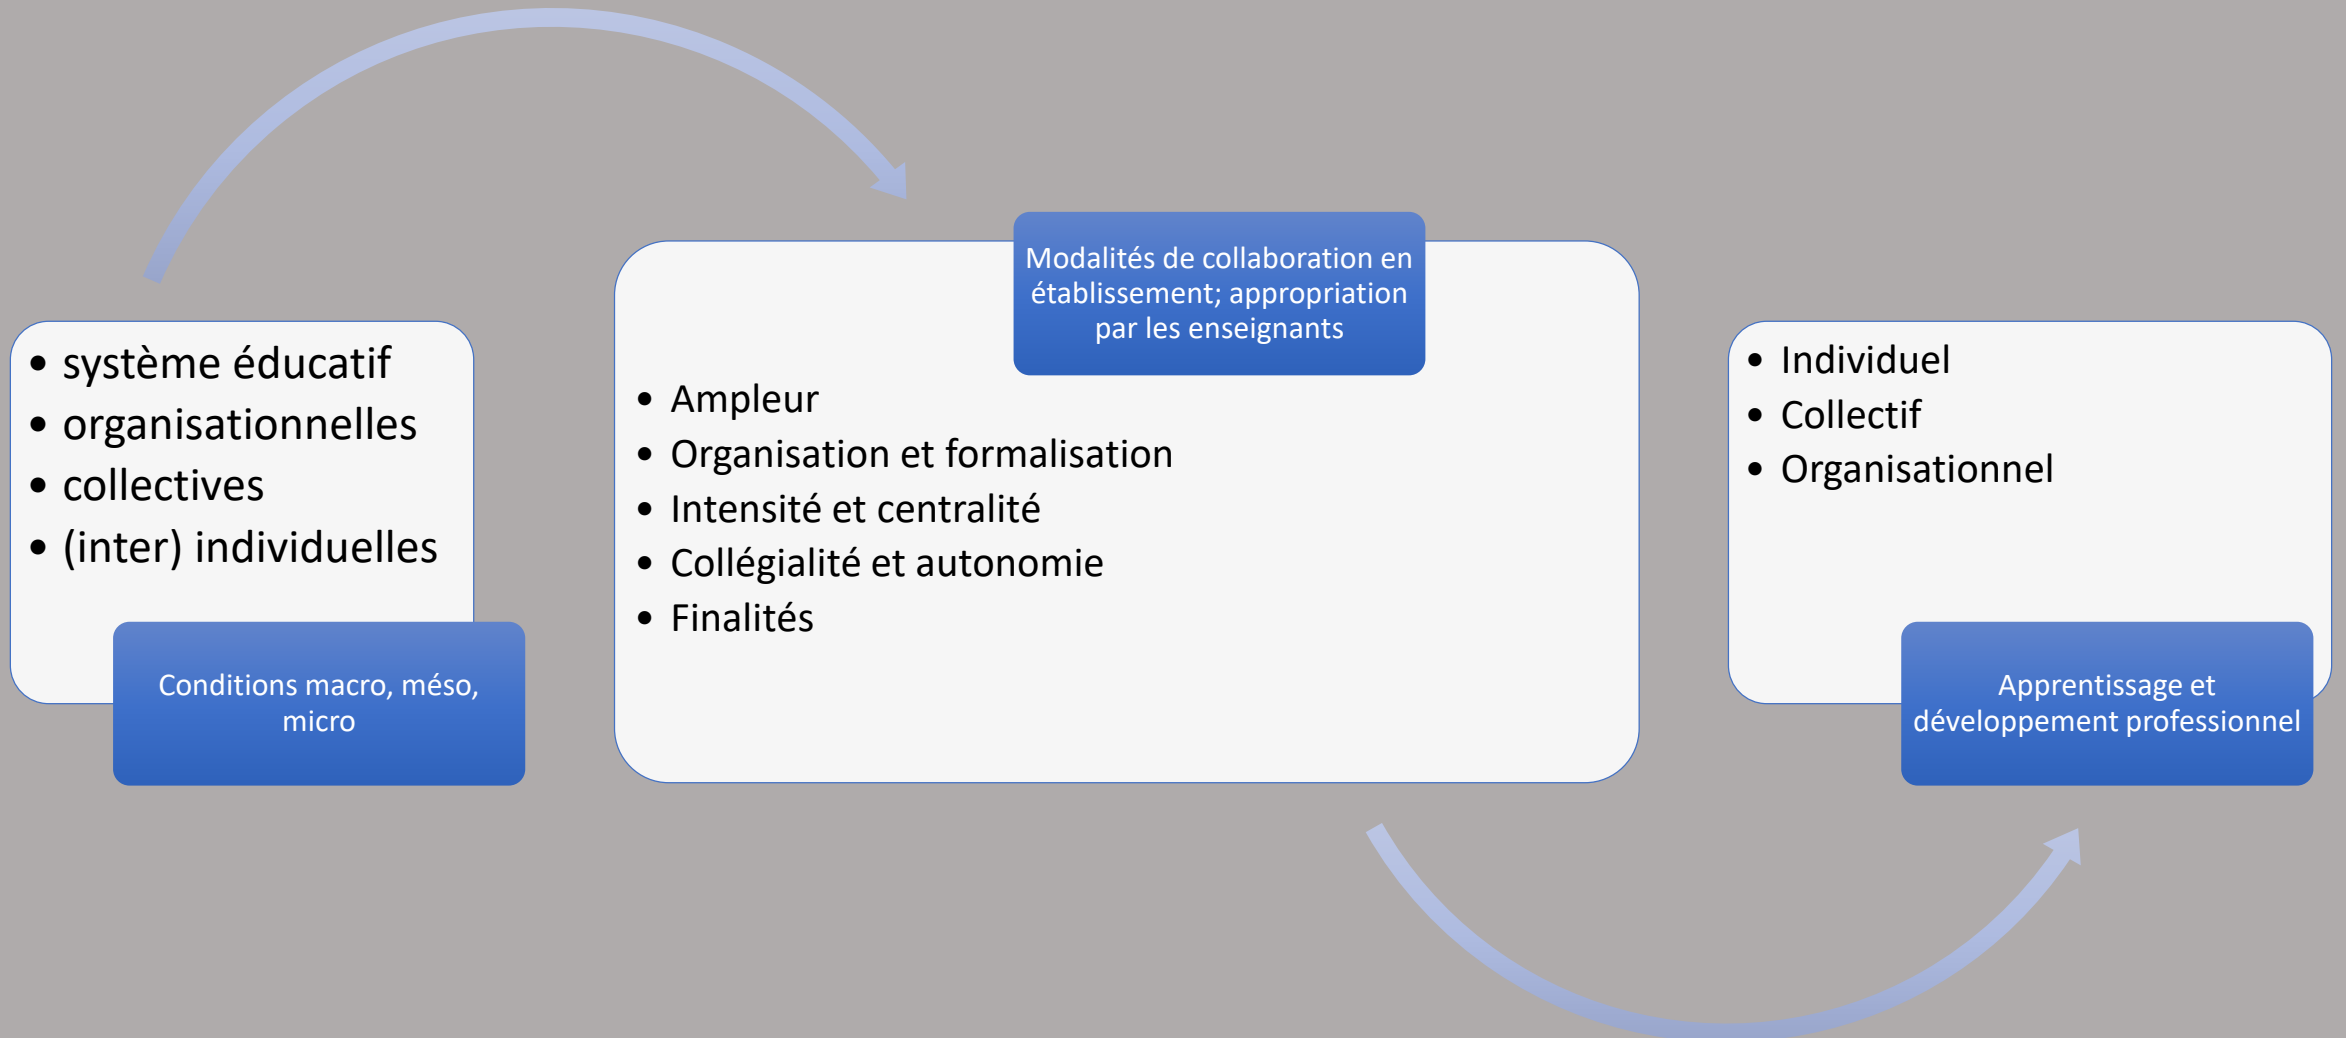 • système éducatif
• organisationnelles
• collectives
• (inter) individuelles
Conditions macro, méso,
micro
Modalités de collaboration en
établissement; appropriation
par les enseignants
• Ampleur
• Organisation et formalisation
• Intensité et centralité
• Collégialité et autonomie
• Finalités
• Individuel
• Collectif
• Organisationnel
Apprentissage et
développement professionnel